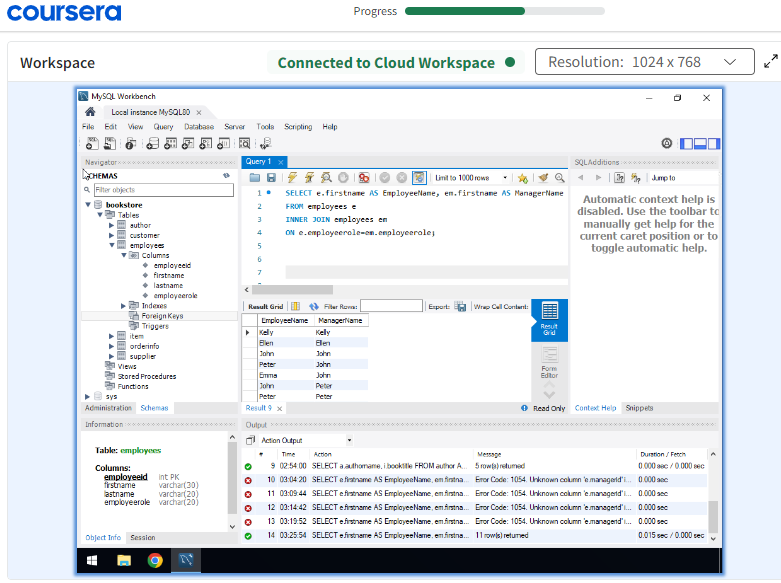 coursera
Progress
Workspace
Connected to Cloud Workspace
Resolution: 1024 x 768
MySQL Workbench
Local instance MySQL80
File Edit View Query Database Server Tools Scripting Help
Navigator
SCHEMAS
Filter objects
bookstore
Tables
author
customer
employees
Columns
employeeid
firstname
lastname
employeerole
Indexes
Foreign Keys
Triggers
item
orderinfo
supplier
Views
Stored Procedures
Functions
sys
Administration Schemas
Information
Table: employees
Columns:
employeeid int PK
firstname varchar(30)
lastname varchar(20)
employeerole varchar(20)
Object Info Session
Query 1
Limit to 1000 rows
1 SELECT e.firstname AS EmployeeName, em.firstname AS ManagerName
2 FROM employees e
3 INNER JOIN employees em
4 ON e.employeerole=em.employeerole;
5
6
7
Result Grid Filter Rows: Export: Wrap Cell Content:
EmployeeName ManagerName
Kelly Kelly
Ellen Ellen
John John
Peter John
Emma John
John Peter
Peter Peter
Result Grid
Form Editor
Result 9
Read Only
SQLAdditions
Jump to
Automatic context help is
disabled. Use the toolbar to
manually get help for the
current caret position or to
toggle automatic help.
Context Help Snippets
Output
Action Output
# Time Action Message Duration / Fetch
9 02:54:00 SELECT a.authorname, i.booktitle FROM author A... 5 row(s) returned 0.000 sec / 0.000 sec
10 03:04:20 SELECT e.firstname AS EmployeeName, em.firstna... Error Code: 1054. Unknown column 'e.managerid' i... 0.000 sec
11 03:09:44 SELECT e.firstname AS EmployeeName, em.firstna... Error Code: 1054. Unknown column 'e.managerid' i... 0.000 sec
12 03:14:42 SELECT e.firstname AS EmployeeName, em.firstna... Error Code: 1054. Unknown column 'e.managerid' i... 0.000 sec
13 03:19:52 SELECT e.firstname AS EmployeeName, em.firstna... Error Code: 1054. Unknown column 'e.managerid' i... 0.000 sec
14 03:25:54 SELECT e.firstname AS EmployeeName, em.firstna... 11 row(s) returned 0.015 sec / 0.000 sec